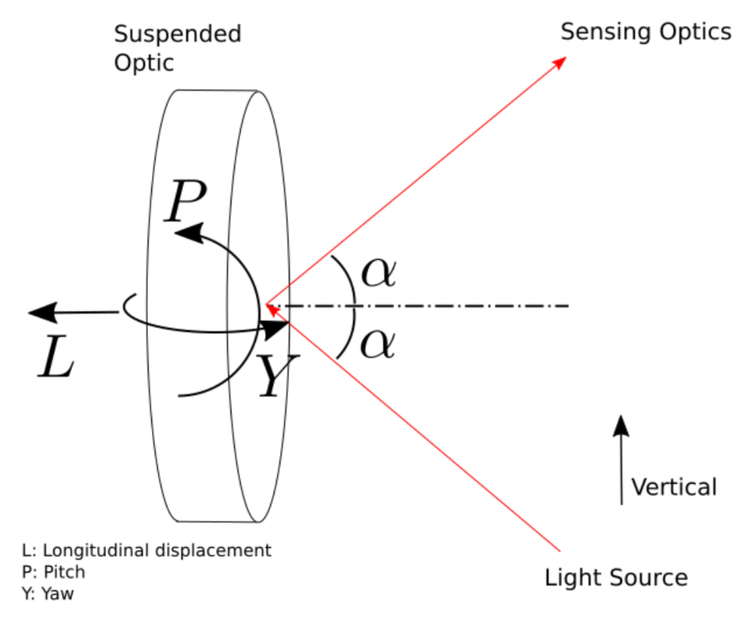 Suspended
Optic
Sensing Optics
P
α
α
L
Y
Vertical
L: Longitudinal displacement
P: Pitch
Y: Yaw
Light Source